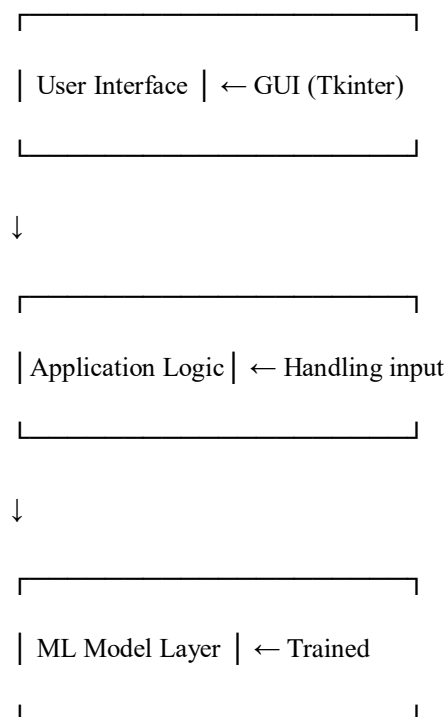 ┌─────────────────────┐
│ User Interface │ ← GUI (Tkinter)
└─────────────────────┘
↓
┌─────────────────────┐
│Application Logic│ ← Handling input
└─────────────────────┘
↓
┌─────────────────────┐
│ ML Model Layer │ ← Trained
└─────────────────────┘